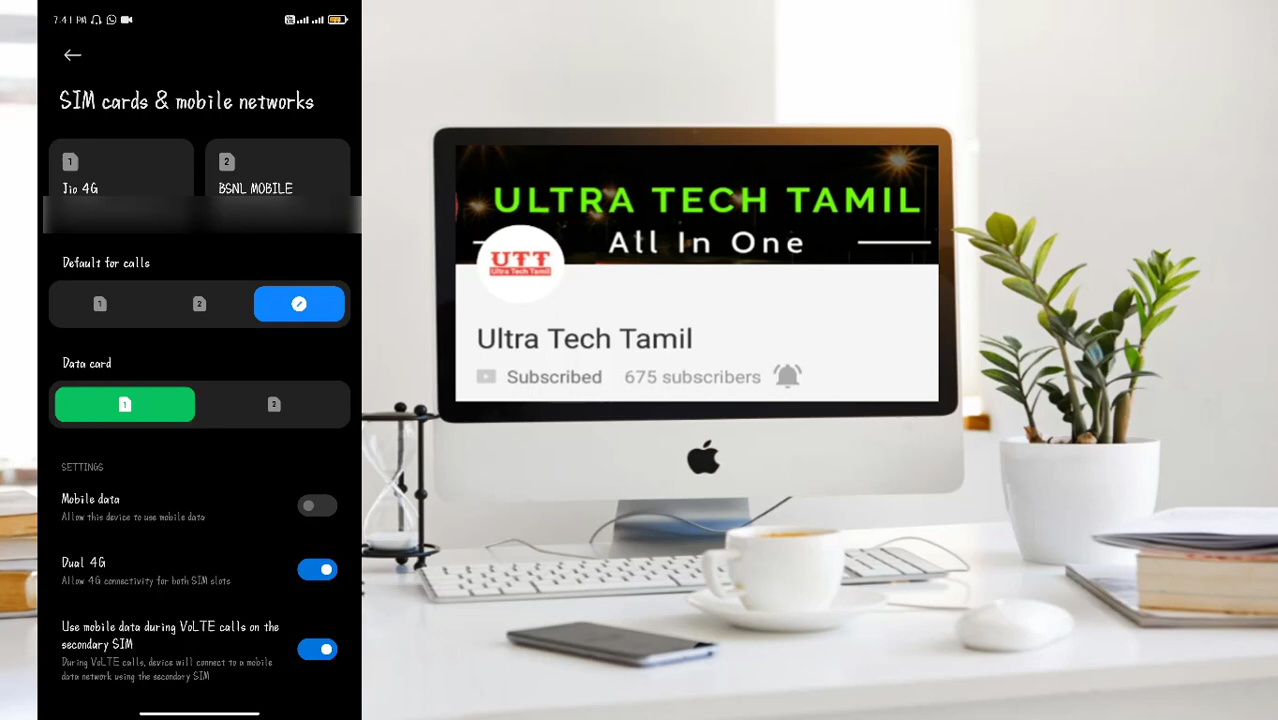 7:41 PM
SIM cards & mobile networks
1
2
Jio 4G
BSNL MOBILE
Default for calls
1
2
Data card
1
2
SETTINGS
Mobile data
Allow this device to use mobile data
Dual 4G
Allow 4G connectivity for both SIM slots
Use mobile data during VoLTE calls on the
secondary SIM
During VoLTE calls, device will connect to a mobile
data network using the secondary SIM
ULTRA TECH TAMIL
All In One
UTT
Ultra Tech Tamil
Ultra Tech Tamil
Subscribed 675 subscribers